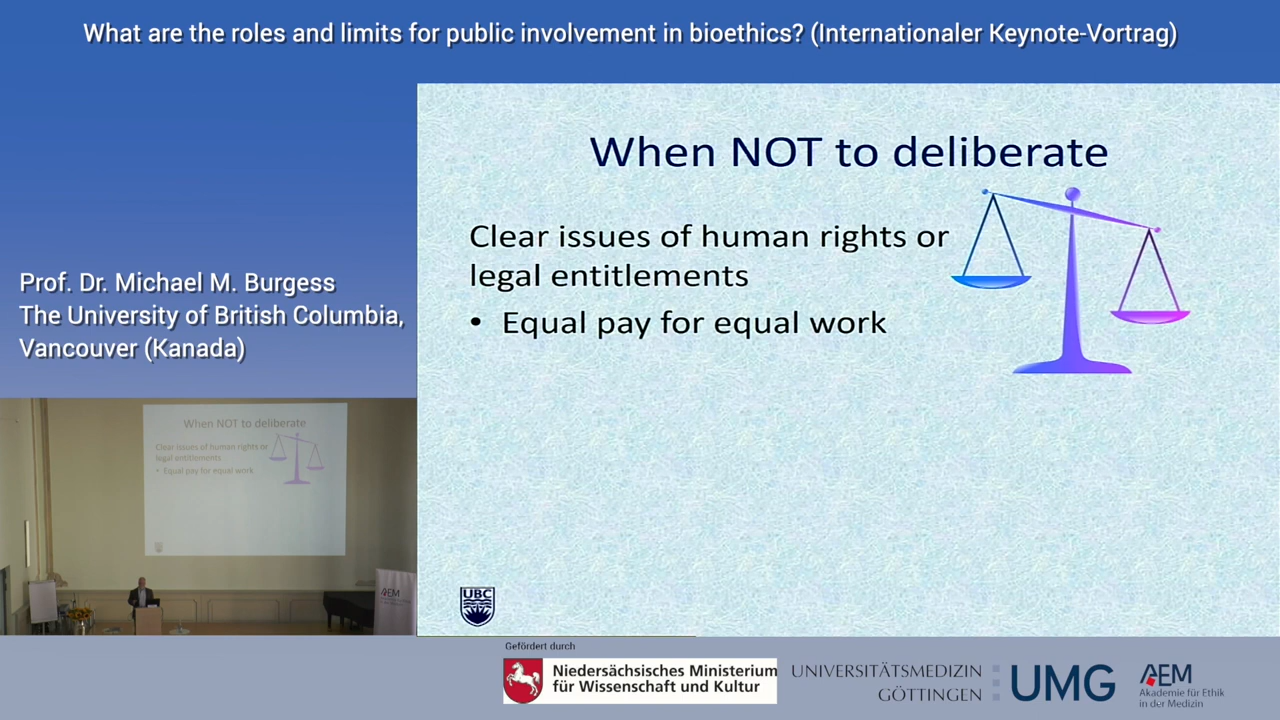 What are the roles and limits for public involvement in bioethics? (Internationaler Keynote-Vortrag)
When NOT to deliberate
Clear issues of human rights or
legal entitlements
• Equal pay for equal work
UBC
Prof. Dr. Michael M. Burgess
The University of British Columbia,
Vancouver (Kanada)
When NOT to deliberate
Clear issues of human rights or
legal entitlements
• Equal pay for equal work
AEM
Gefördert durch
Niedersächsisches Ministerium
für Wissenschaft und Kultur
UNIVERSITÄTSMEDIZIN
GÖTTINGEN
UMG
AEM
Akademie für Ethik
in der Medizin